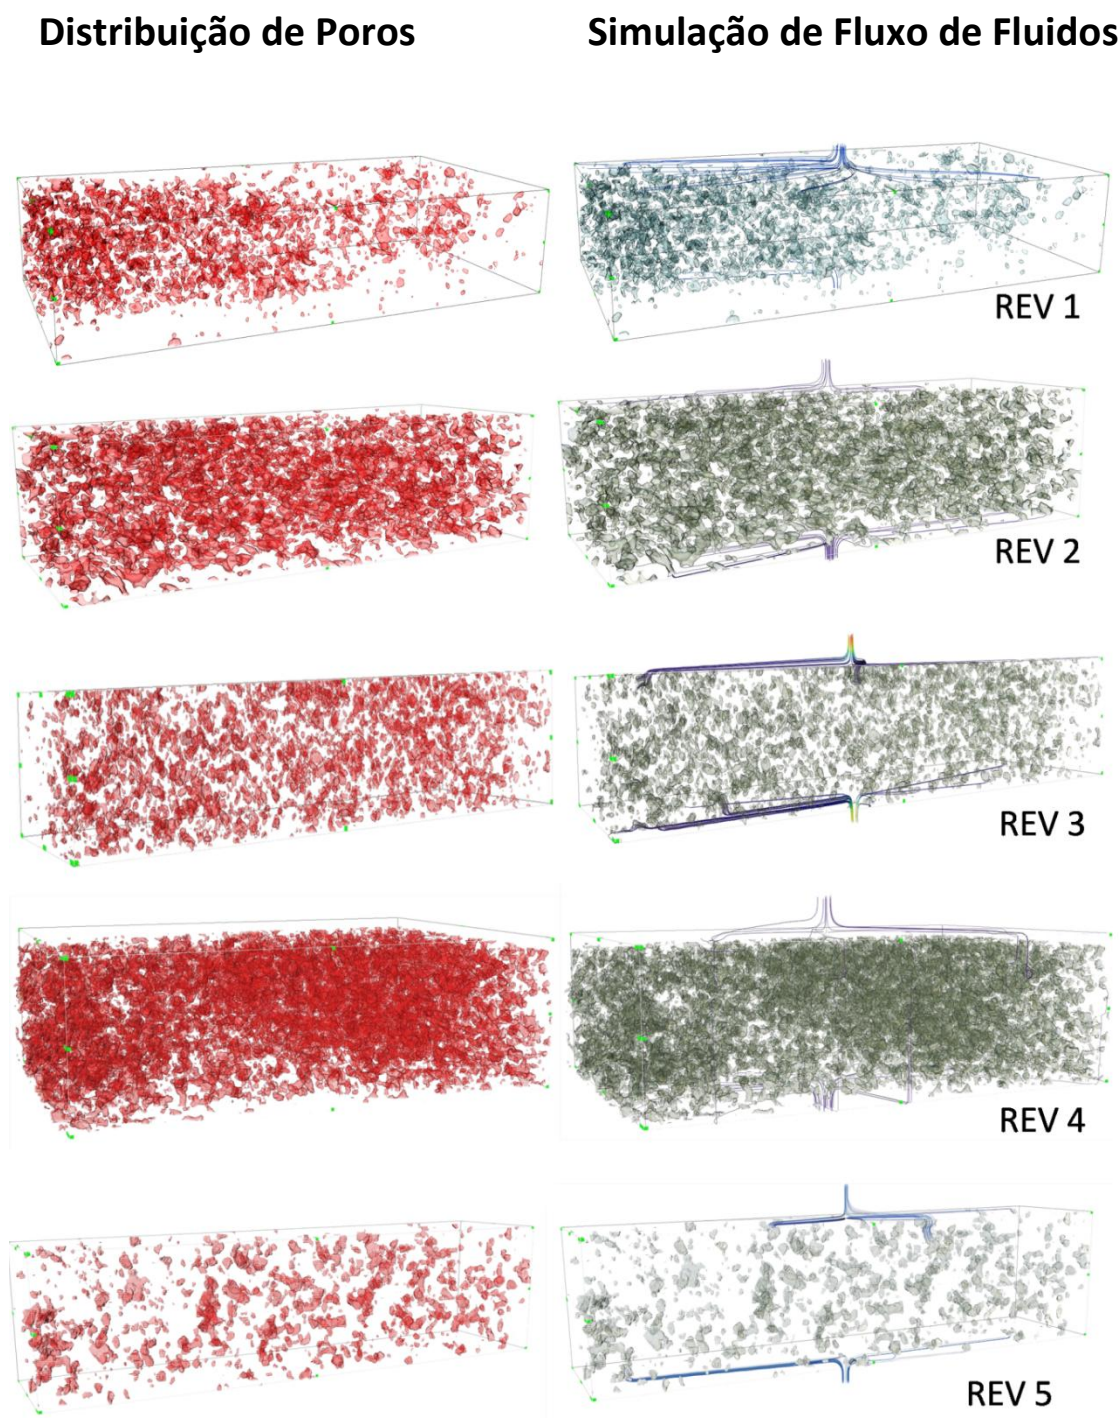 Distribuição de Poros
Simulação de Fluxo de Fluidos
REV 1
REV 2
REV 3
REV 4
REV 5